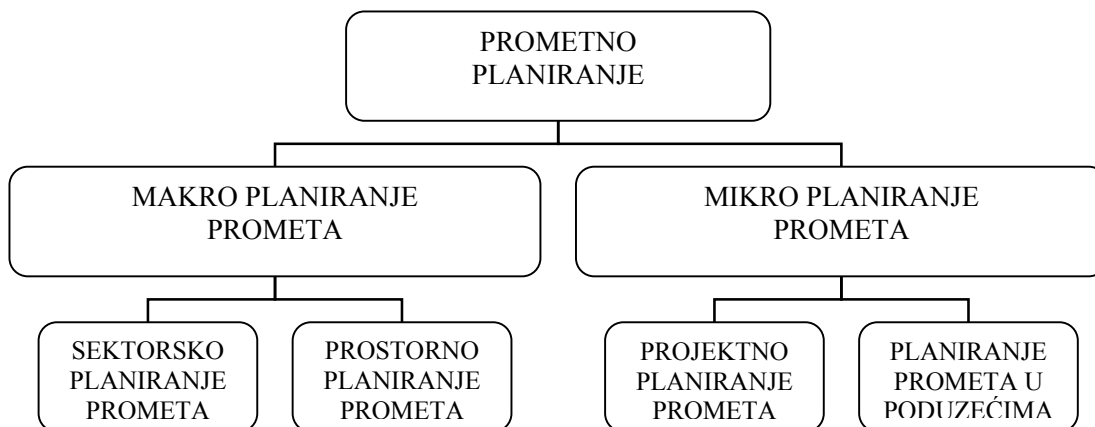 PROMETNO
PLANIRANJE
MAKRO PLANIRANJE
PROMETA
MIKRO PLANIRANJE
PROMETA
SEKTORSKO
PLANIRANJE
PROMETA
PROSTORNO
PLANIRANJE
PROMETA
PROJEKTNO
PLANIRANJE
PROMETA
PLANIRANJE
PROMETA U
PODUZEĆIMA